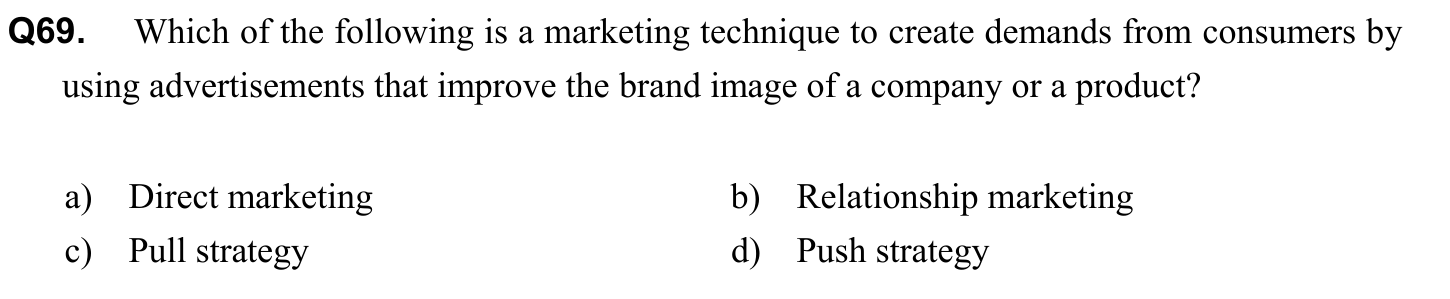 Q69. Which of the following is a marketing technique to create demands from consumers by
using advertisements that improve the brand image of a company or a product?
a) Direct marketing b) Relationship marketing
c) Pull strategy d) Push strategy